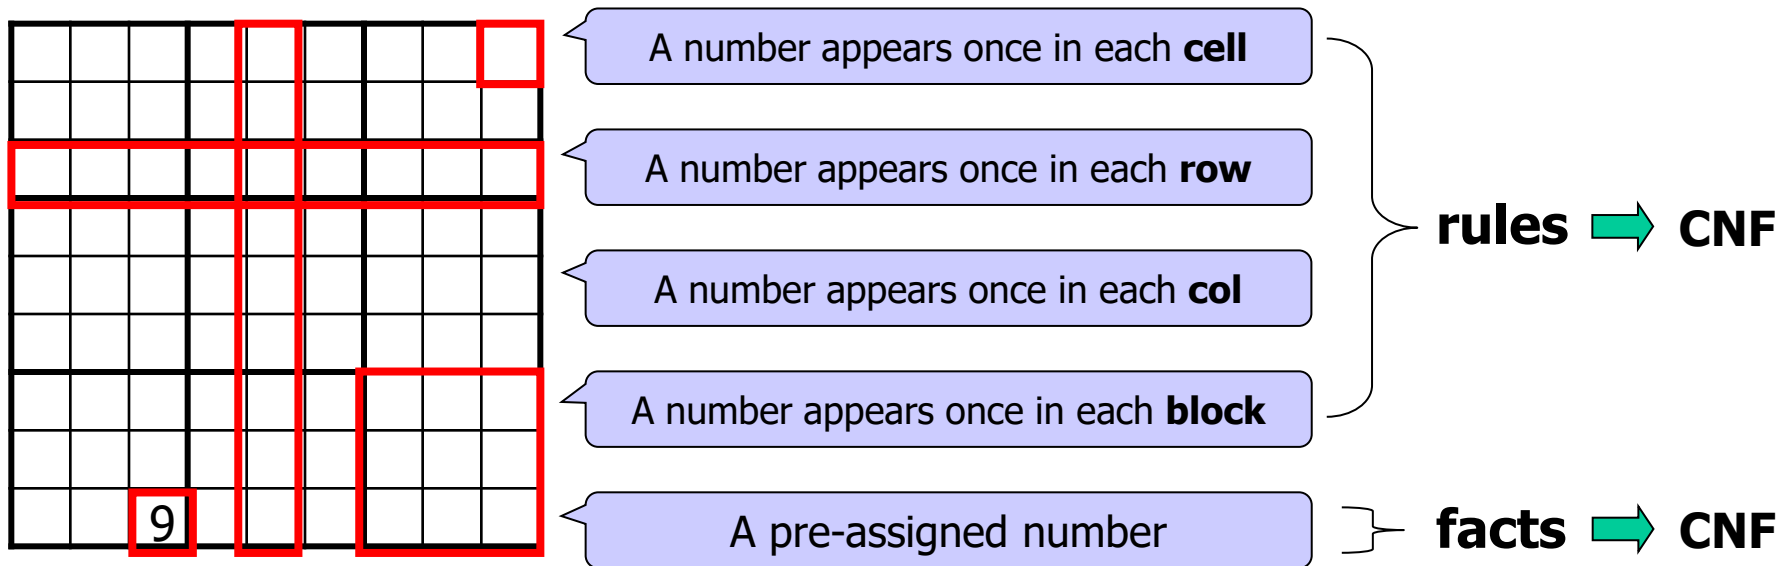 A number appears once in each cell
A number appears once in each row
A number appears once in each col
A number appears once in each block
rules
CNF
9
A pre-assigned number
facts
CNF